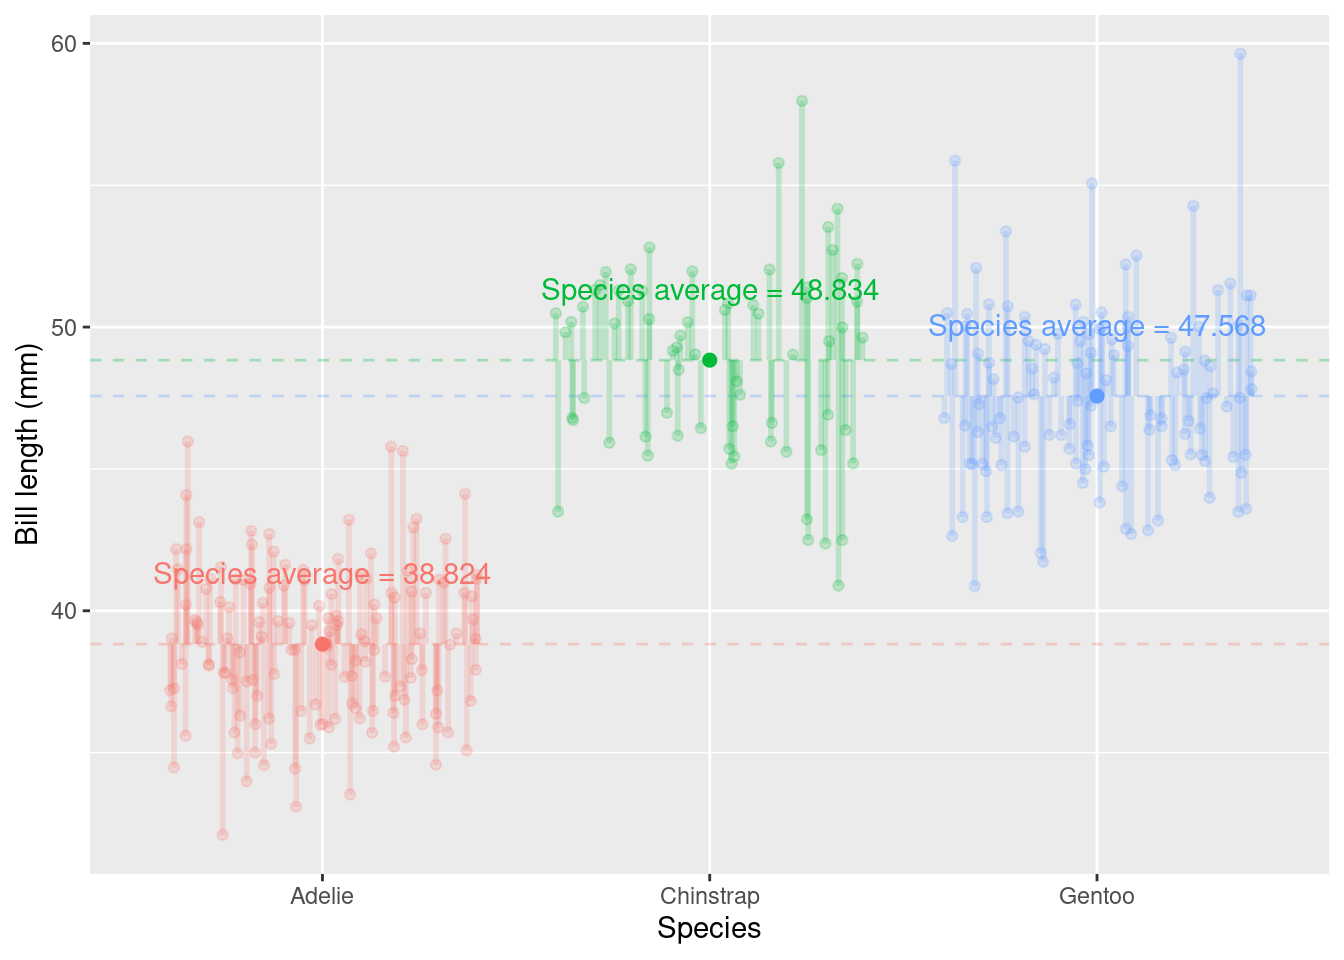 60
50
40
Bill length (mm)
Species average = 48.834
Species average = 47.568
Species average = 38.824
Adelie
Chinstrap
Gentoo
Species